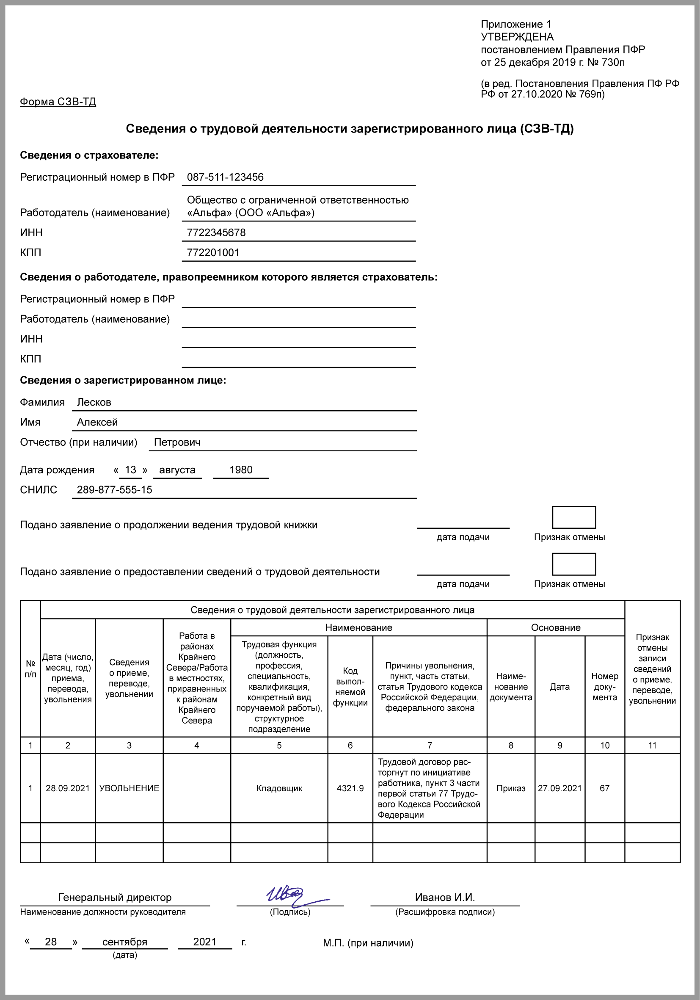 Приложение 1
УТВЕРЖДЕНА
постановлением Правления ПФР
от 25 декабря 2019 г. № 730п
(в ред. Постановления Правления ПФ РФ
РФ от 27.10.2020 № 769п)
Форма СЗВ-ТД
Сведения о трудовой деятельности зарегистрированного лица (СЗВ-ТД)
Сведения о страхователе:
Регистрационный номер в ПФР 087-511-123456
Общество с ограниченной ответственностью
Работодатель (наименование) «Альфа» (ООО «Альфа»)
ИНН 7722345678
КПП 772201001
Сведения о работодателе, правопреемником которого является страхователь:
Регистрационный номер в ПФР
Работодатель (наименование)
ИНН
КПП
Сведения о зарегистрированном лице:
Фамилия Лесков
Имя Алексей
Отчество (при наличии) Петрович
Дата рождения « 13 » августа 1980
СНИЛС 289-877-555-15
Подано заявление о продолжении ведения трудовой книжки
дата подачи Признак отмены
Подано заявление о предоставлении сведений о трудовой деятельности
дата подачи Признак отмены
№
п/п
Сведения о трудовой деятельности зарегистрированного лица
Дата (число,
месяц, год)
приема,
перевода,
увольнения
Сведения
о приеме,
переводе,
увольнении
Работа в
районах
Крайнего
Севера/Работа
в местностях,
приравненных
к районам
Крайнего
Севера
Наименование
Трудовая функция
(должность,
профессия,
специальность,
квалификация,
конкретный вид
поручаемой работы),
структурное
подразделение
Код
выпол-
няемой
функции
Причины увольнения,
пункт, часть статьи,
статья Трудового кодекса
Российской Федерации,
федерального закона
Основание
Наиме-
нование
документа
Дата
Номер
доку-
мента
Признак
отмены
записи
сведений
о приеме,
переводе,
увольнении
1 2 3 4 5 6 7 8 9 10 11
1
28.09.2021
УВОЛЬНЕНИЕ
Кладовщик
4321.9
Трудовой договор рас-
торгнут по инициативе
работника, пункт 3 части
первой статьи 77 Трудо-
вого Кодекса Российской
Федерации
Приказ
27.09.2021
67
Генеральный директор Ива Иванов И.И.
Наименование должности руководителя (Подпись) (Расшифровка подписи)
« 28 » сентября 2021 г. М.П. (при наличии)
(дата)